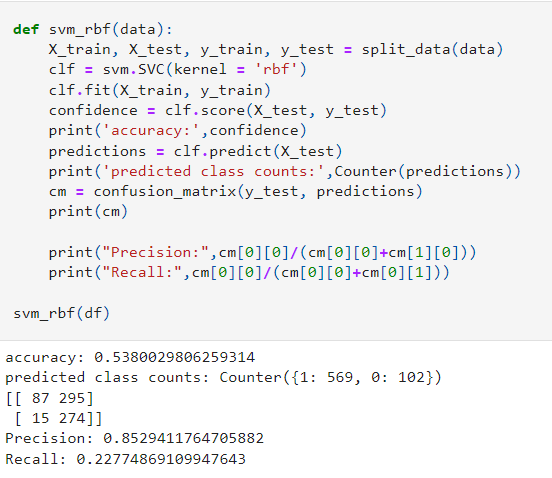 def svm_rbf(data):
    X_train, X_test, y_train, y_test = split_data(data)
    clf = svm.SVC(kernel = 'rbf')
    clf.fit(X_train, y_train)
    confidence = clf.score(X_test, y_test)
    print('accuracy:',confidence)
    predictions = clf.predict(X_test)
    print('predicted class counts:',Counter(predictions))
    cm = confusion_matrix(y_test, predictions)
    print(cm)

    print("Precision:",cm[0][0]/(cm[0][0]+cm[1][0]))
    print("Recall:",cm[0][0]/(cm[0][0]+cm[0][1]))

svm_rbf(df)

accuracy: 0.5380029806259314
predicted class counts: Counter({1: 569, 0: 102})
[[ 87 295]
 [ 15 274]]
Precision: 0.8529411764705882
Recall: 0.22774869109947643